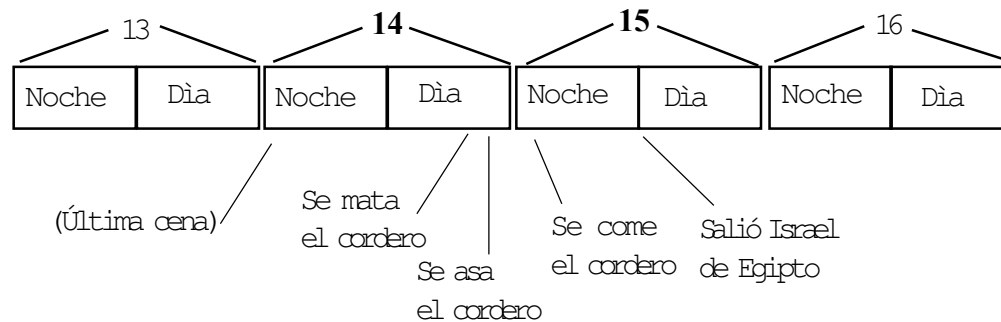 13 14 15 16
Noche Dìa Noche Dìa Noche Dìa Noche Dìa
(Última cena)
Se mata
el cordero
Se asa
el cordero
Se come
el cordero
Salió Israel
de Egipto